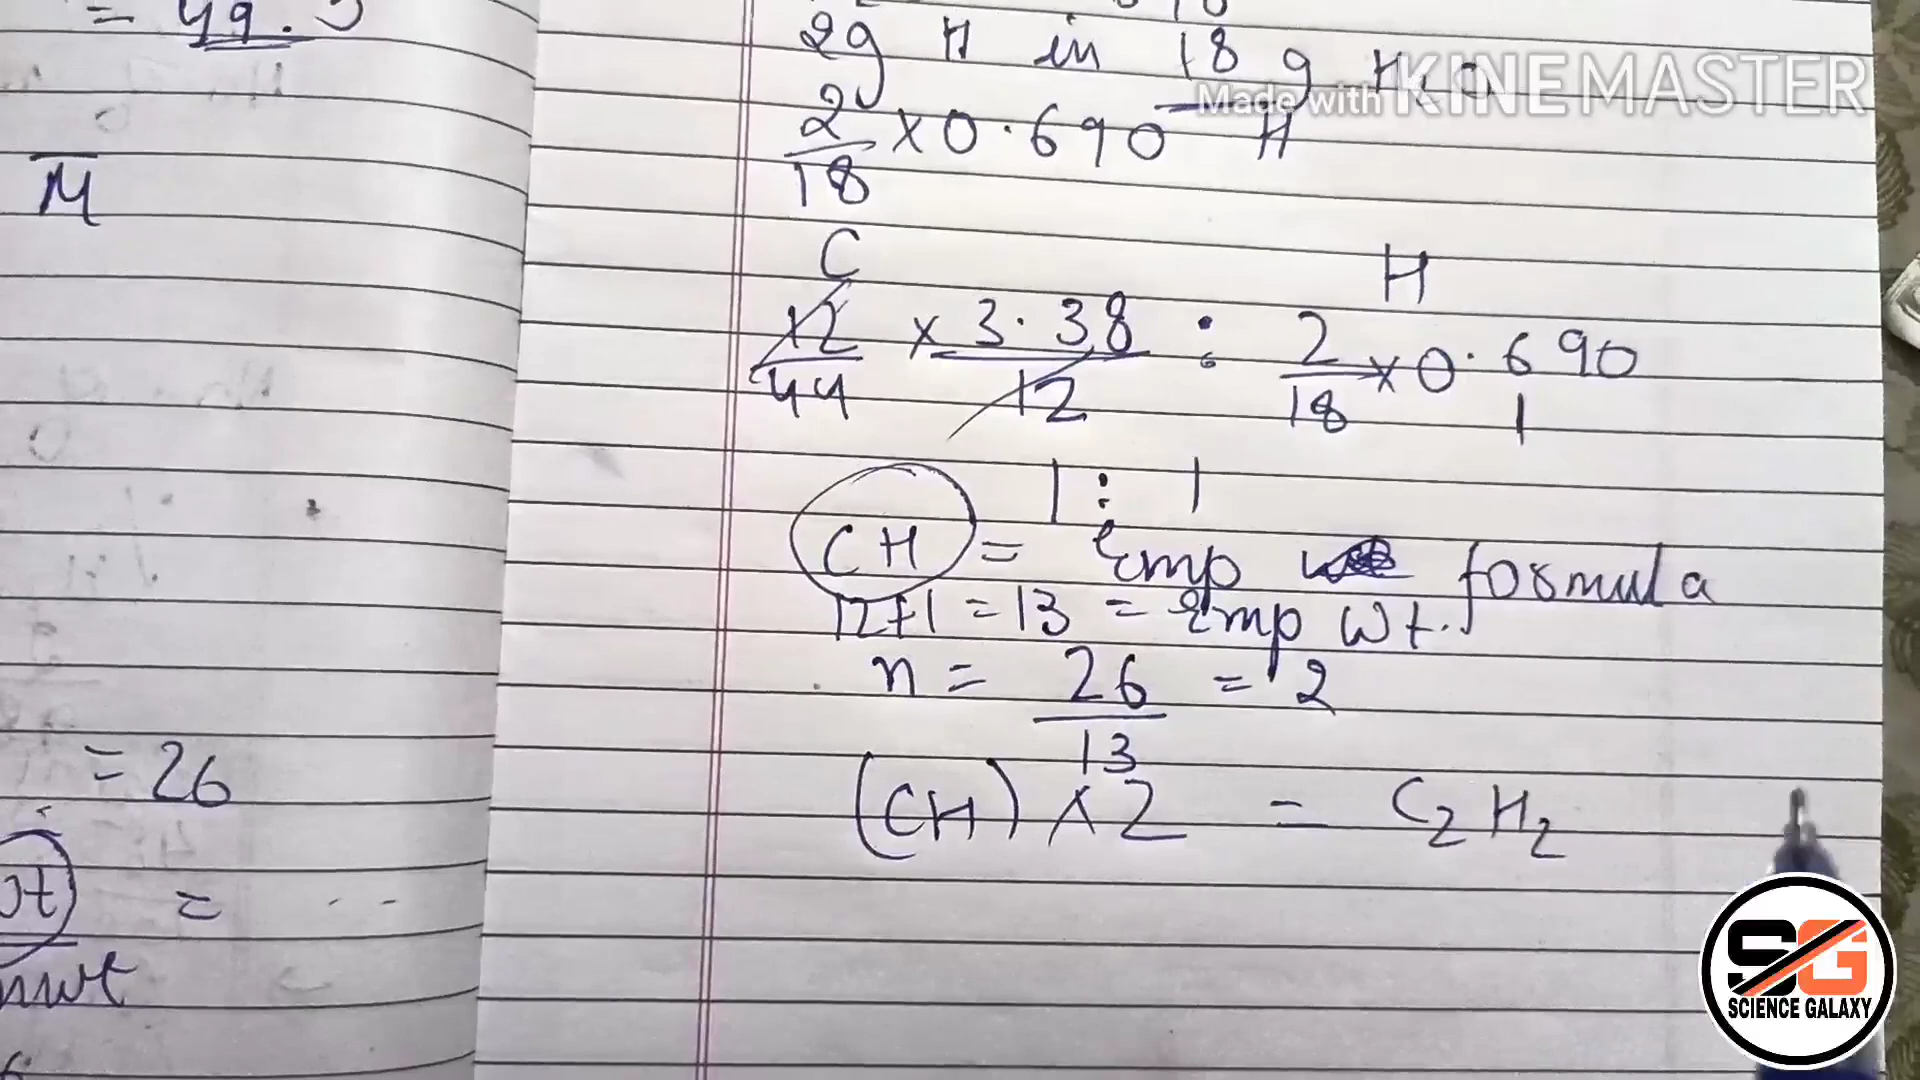 = 49.
M
= 26
=
2g H in 18 g H2O
2/18 × 0.690 H
C H
12/44 × 3.38/12 : 2/18 × 0.690/1
1 : 1
CH = Emp formula
12+1 = 13 = Emp wt.
n = 26/13 = 2
(CH) × 2 = C2H2
Made with KINEMASTER
SG
SCIENCE GALAXY